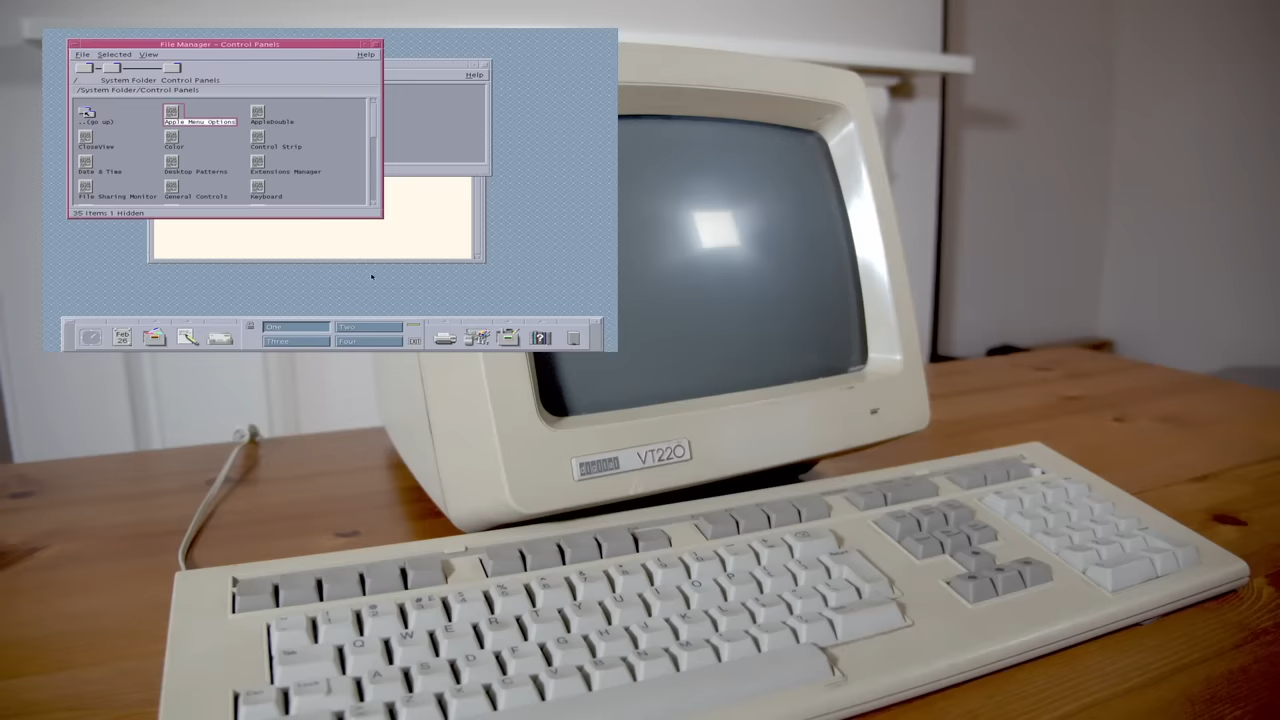 File Manager - Control Panels
File Selected View Help
/ System Folder Control Panels
/System Folder/Control Panels
..(go up) Apple Menu Options AppleDouble
CloseView Color Control Strip
Date & Time Desktop Patterns Extensions Manager
File Sharing Monitor General Controls Keyboard
35 Items 1 Hidden
Help
Feb
26
One Two
Three Four
EXIT
digital VT220
Q W E R T Y U O P
A S D F G H J K L
Z X C V B N M